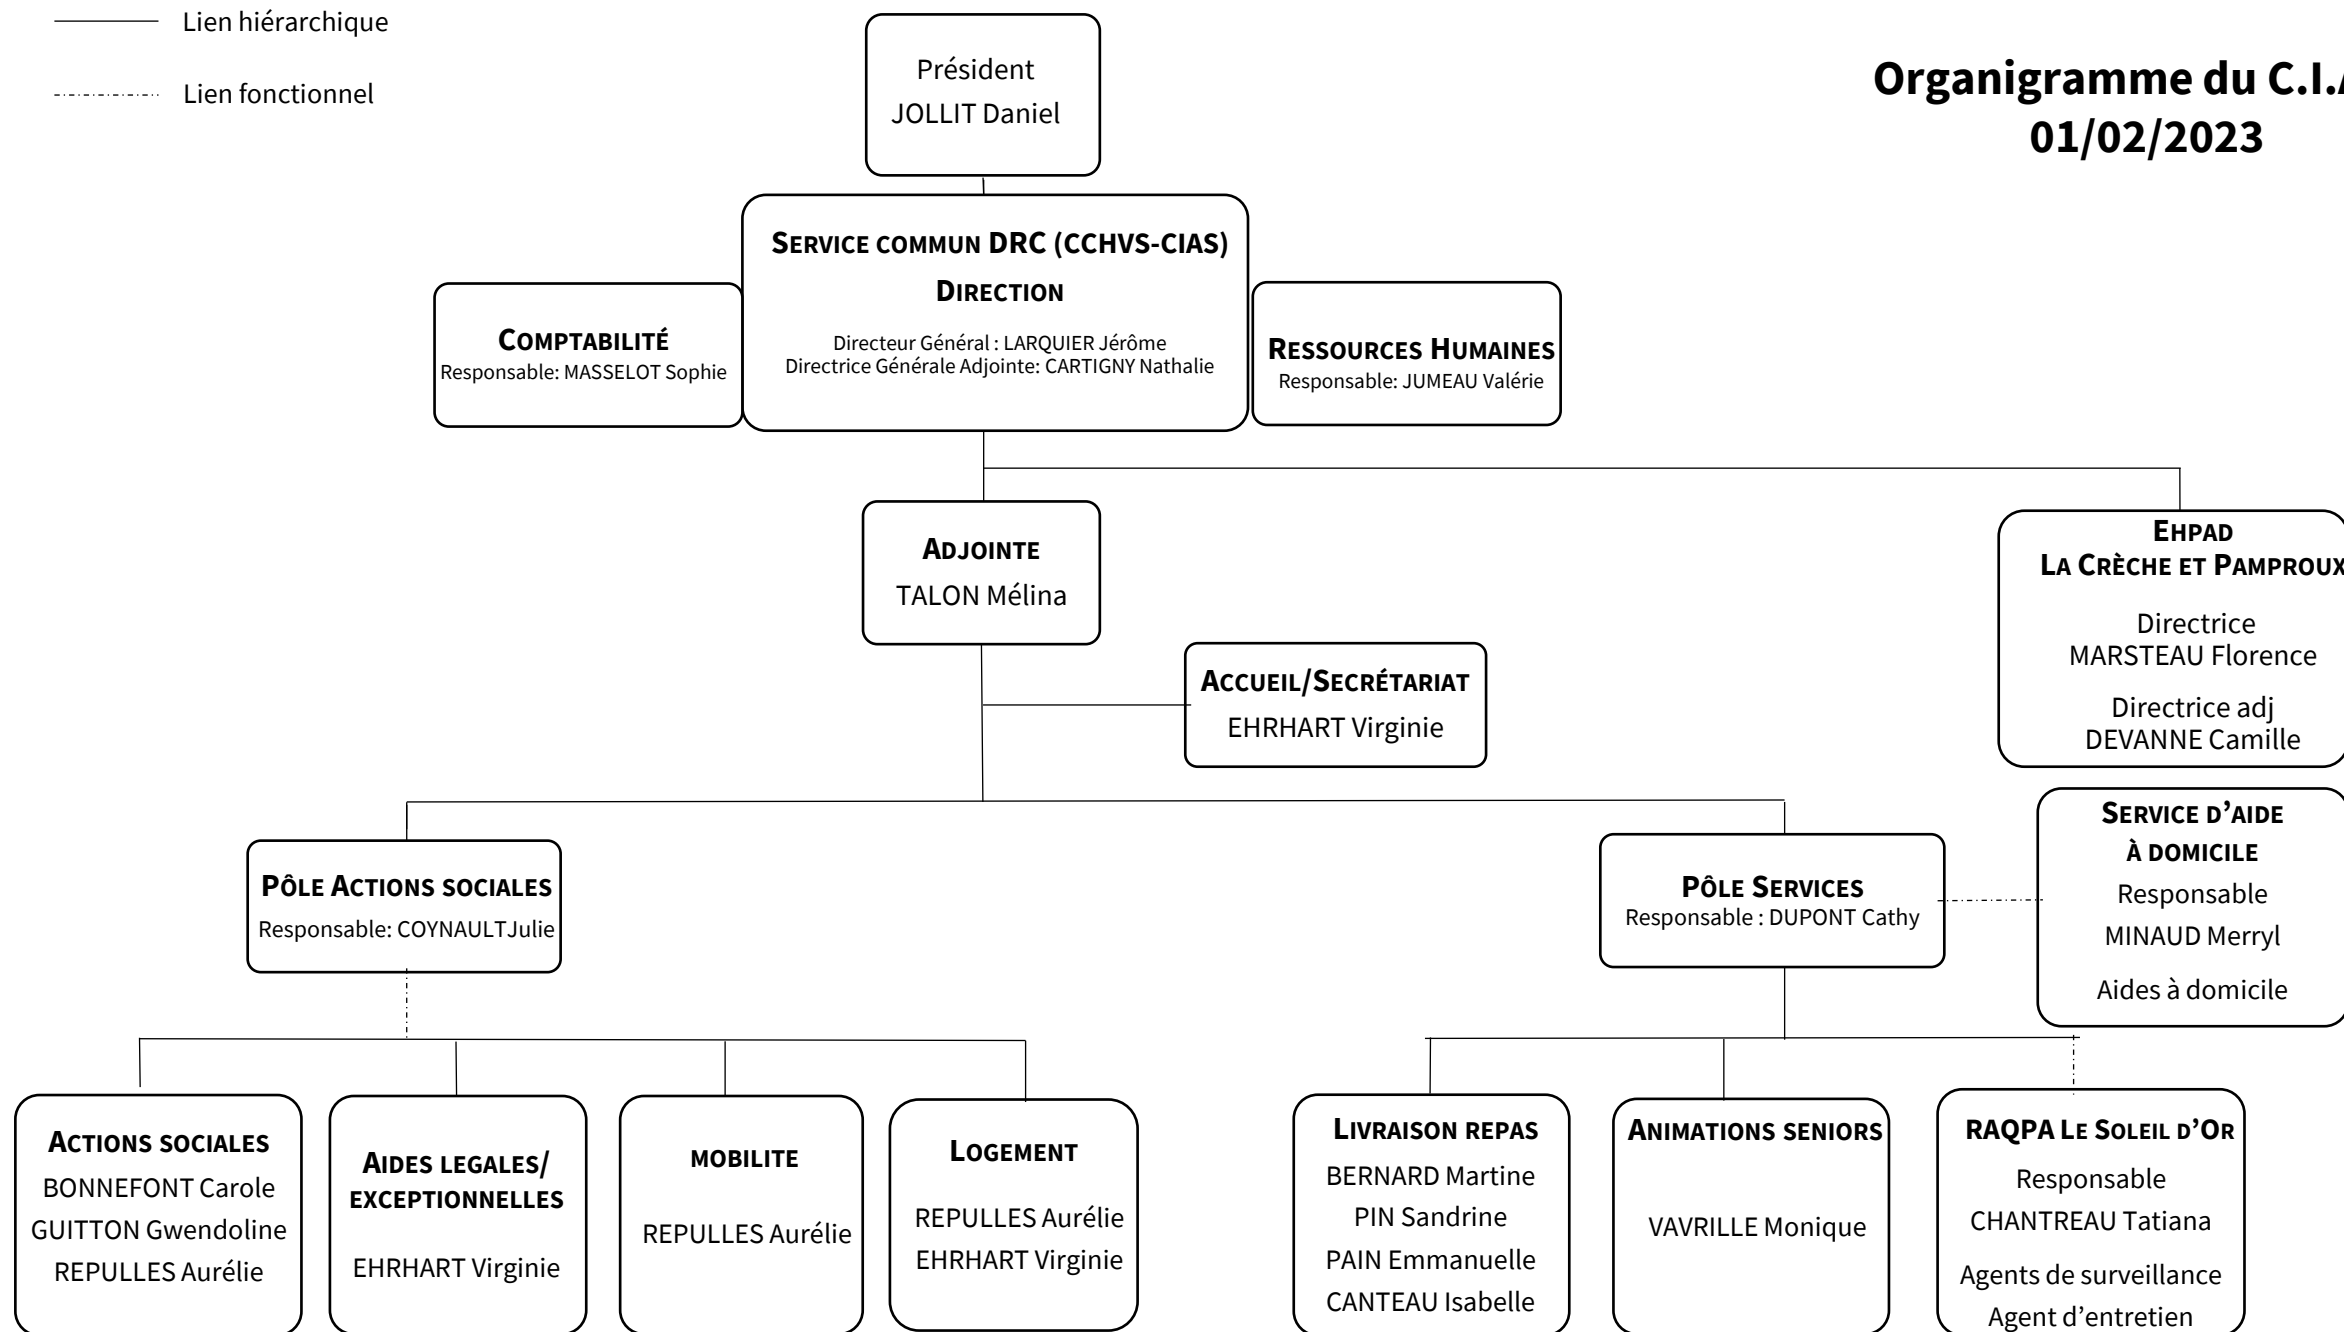 Lien hiérarchique
Lien fonctionnel
Président
JOLLIT Daniel
Organigramme du C.I.
01/02/2023
SERVICE COMMUN DRC (CCHVS-CIAS)
DIRECTION
Directeur Général : LARQUIER Jérôme
Directrice Générale Adjointe: CARTIGNY Nathalie
COMPTABILITÉ
Responsable: MASSELOT Sophie
RESSOURCES HUMAINES
Responsable: JUMEAU Valérie
ADJOINTE
TALON Mélina
EHPAD
LA CRÈCHE ET PAMPROUX
Directrice
MARSTEAU Florence
Directrice adj
DEVANNE Camille
ACCUEIL/SECRÉTARIAT
EHRHART Virginie
PÔLE ACTIONS SOCIALES
Responsable: COYNAULTJulie
PÔLE SERVICES
Responsable : DUPONT Cathy
SERVICE D’AIDE
À DOMICILE
Responsable
MINAUD Merryl
Aides à domicile
ACTIONS SOCIALES
BONNEFONT Carole
GUITTON Gwendoline
REPULLES Aurélie
AIDES LEGALES/
EXCEPTIONNELLES
EHRHART Virginie
MOBILITE
REPULLES Aurélie
LOGEMENT
REPULLES Aurélie
EHRHART Virginie
LIVRAISON REPAS
BERNARD Martine
PIN Sandrine
PAIN Emmanuelle
CANTEAU Isabelle
ANIMATIONS SENIORS
VAVRILLE Monique
RAQPA LE SOLEIL D’OR
Responsable
CHANTREAU Tatiana
Agents de surveillance
Agent d’entretien